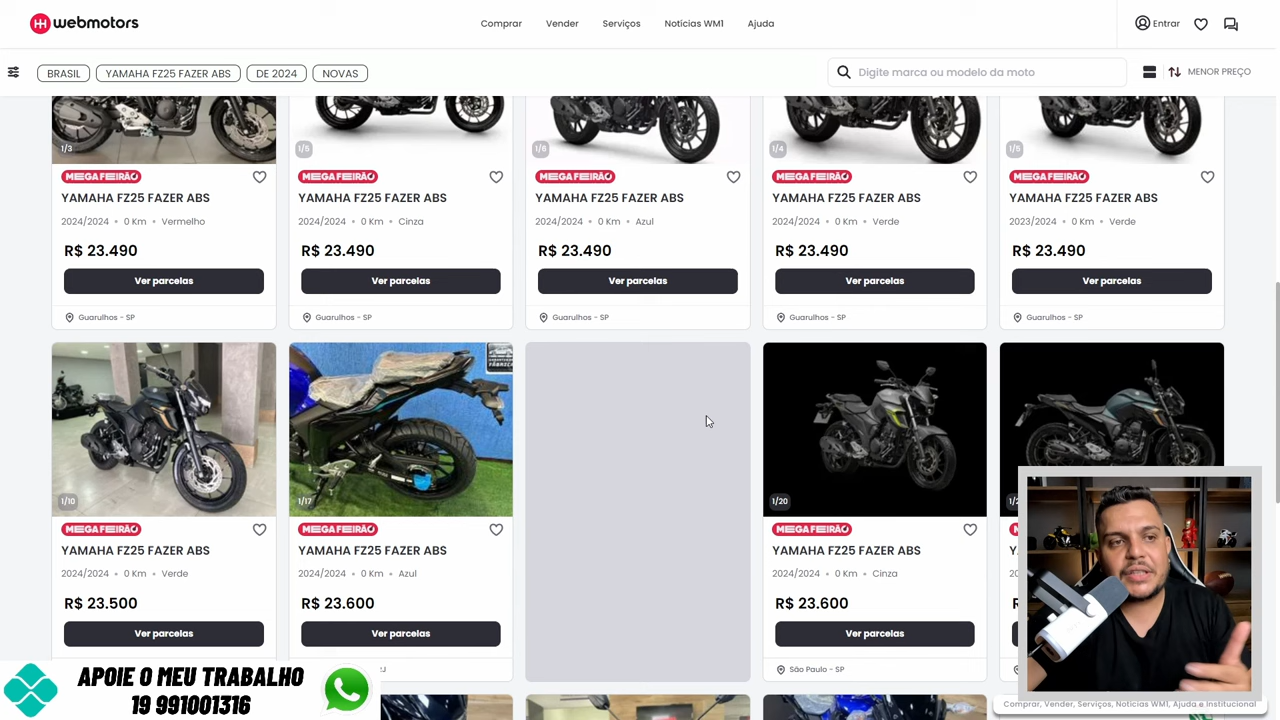 webmotors
Comprar Vender Serviços Notícias WM1 Ajuda
Entrar
BRASIL YAMAHA FZ25 FAZER ABS DE 2024 NOVAS
Digite marca ou modelo da moto
MENOR PREÇO
1/3 1/5 1/6 1/4 1/5
MEGA FEIRÃO MEGA FEIRÃO MEGA FEIRÃO MEGA FEIRÃO MEGA FEIRÃO
YAMAHA FZ25 FAZER ABS YAMAHA FZ25 FAZER ABS YAMAHA FZ25 FAZER ABS YAMAHA FZ25 FAZER ABS YAMAHA FZ25 FAZER ABS
2024/2024 • 0 Km • Vermelho 2024/2024 • 0 Km • Cinza 2024/2024 • 0 Km • Azul 2024/2024 • 0 Km • Verde 2023/2024 • 0 Km • Verde
R$ 23.490 R$ 23.490 R$ 23.490 R$ 23.490 R$ 23.490
Ver parcelas Ver parcelas Ver parcelas Ver parcelas Ver parcelas
Guarulhos - SP Guarulhos - SP Guarulhos - SP Guarulhos - SP Guarulhos - SP
1/10 1/17 1/20
MEGA FEIRÃO MEGA FEIRÃO MEGA FEIRÃO
YAMAHA FZ25 FAZER ABS YAMAHA FZ25 FAZER ABS YAMAHA FZ25 FAZER ABS
2024/2024 • 0 Km • Verde 2024/2024 • 0 Km • Azul 2024/2024 • 0 Km • Cinza
R$ 23.500 R$ 23.600 R$ 23.600
Ver parcelas Ver parcelas Ver parcelas
São Paulo - SP
APOIE O MEU TRABALHO
19 991001316
Comprar, Vender, Serviços, Notícias WM1, Ajuda e Institucional